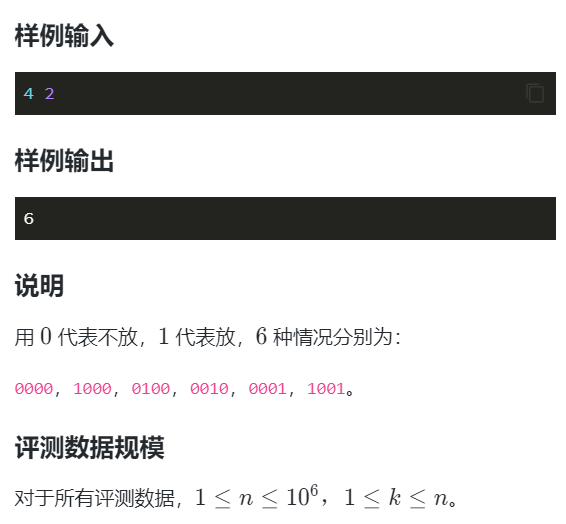 样例输入
4 2
样例输出
6
说明
用 0 代表不放，1 代表放，6 种情况分别为：
0000, 1000, 0100, 0010, 0001, 1001。
评测数据规模
对于所有评测数据，1 ≤ n ≤ 10⁶，1 ≤ k ≤ n。